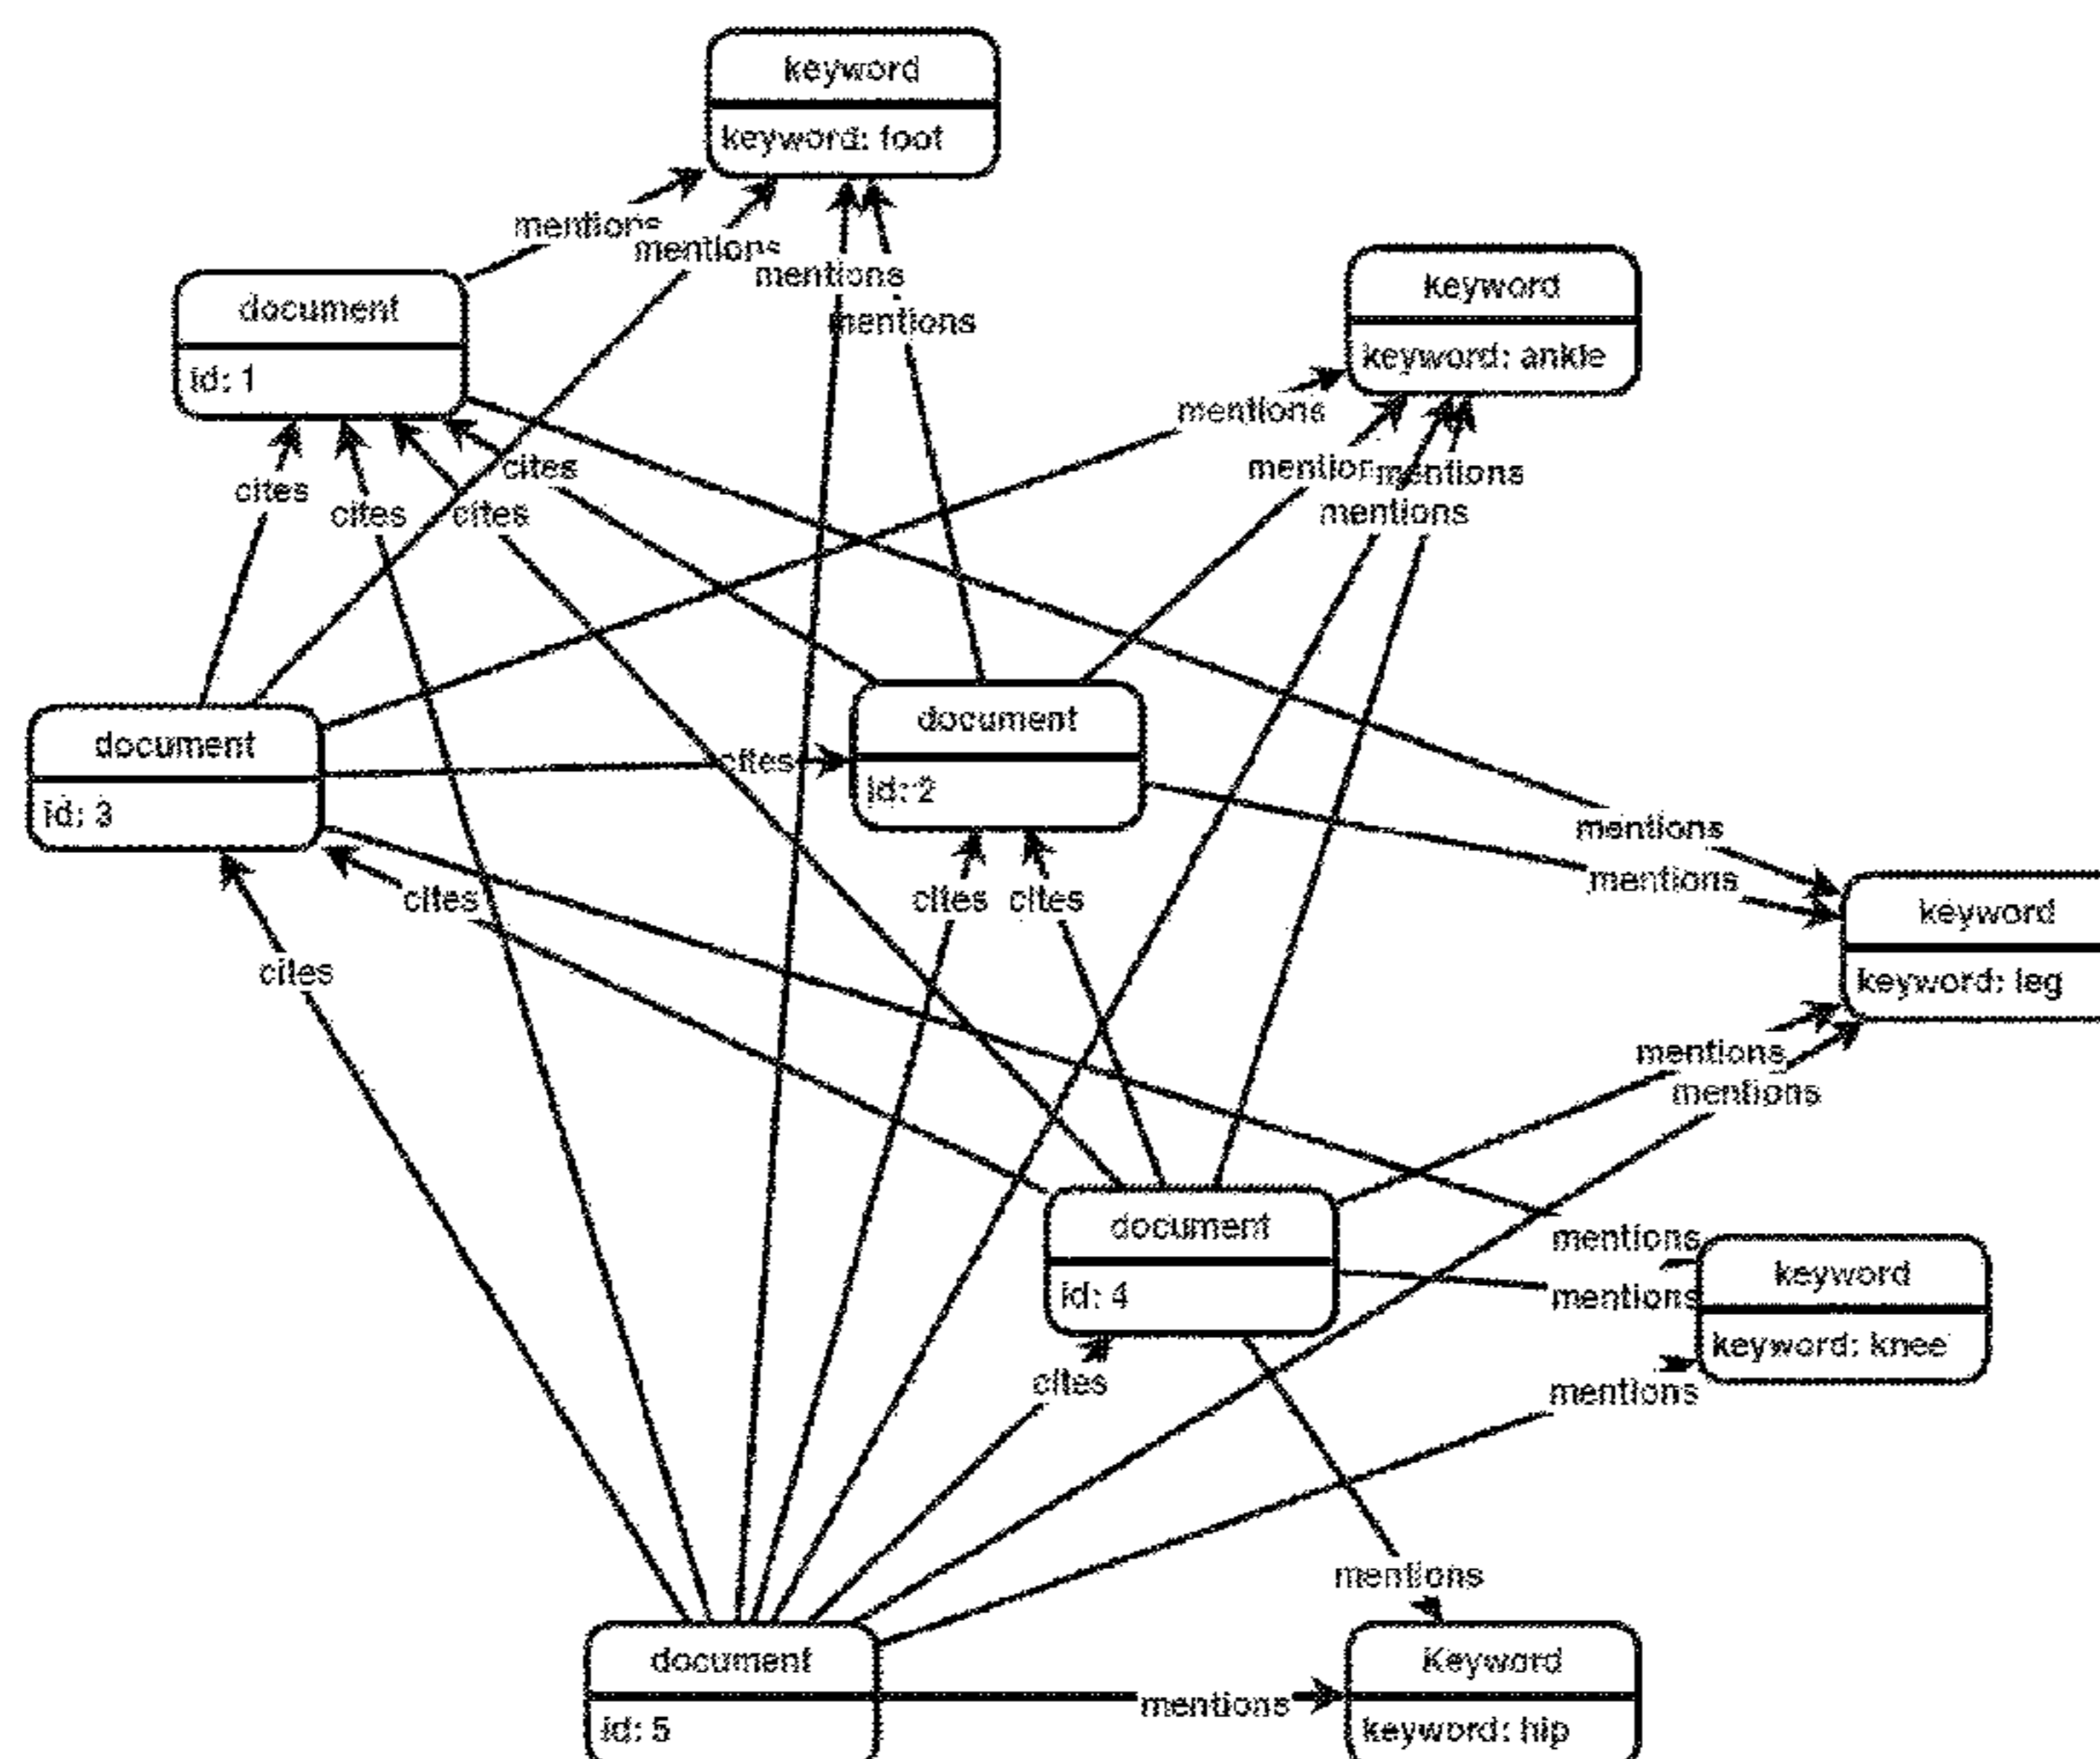 keyword
keyword: foot
mentions
mentions
mentions
mentions
document
id: 1
keyword
keyword: ankle
mentions
mentions
mentions
mentions
cites
cites
cites
cites
document
id: 3
cites
document
id: 2
mentions
mentions
keyword
keyword: leg
cites
cites
cites
cites
mentions
mentions
document
id: 4
mentions
mentions
keyword
keyword: knee
cites
mentions
mentions
document
id: 5
mentions
Keyword
keyword: hip